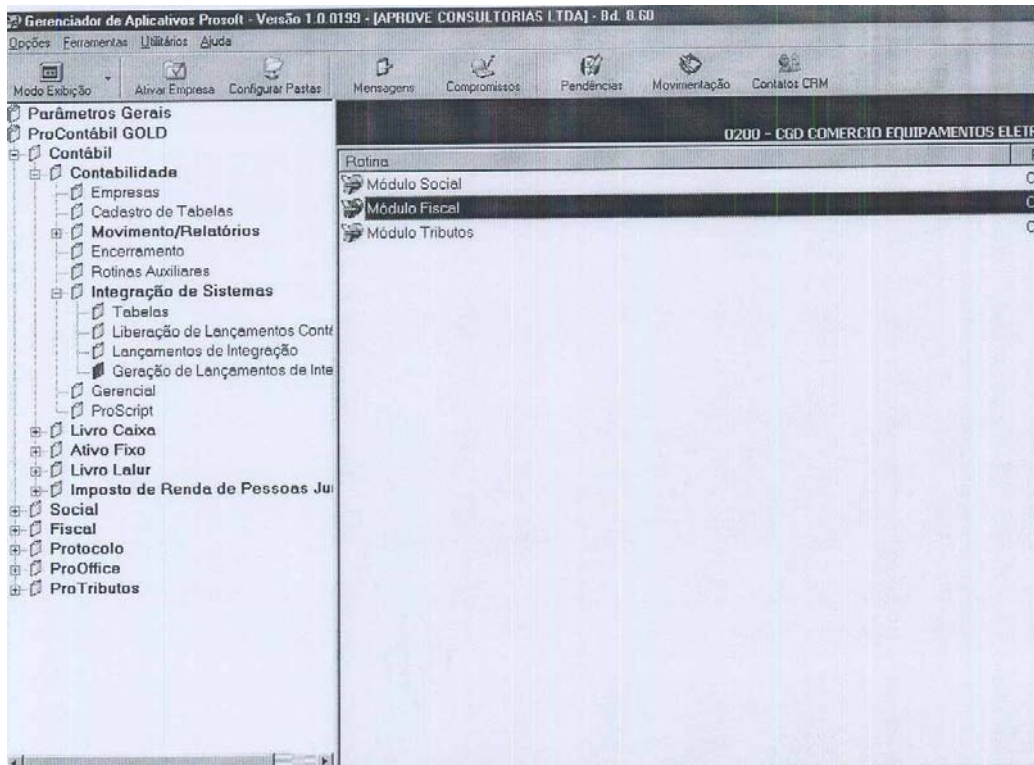 Gerenciador de Aplicativos Prosoft - Versão 1.0.0199 - [APROVE CONSULTORIAS LTDA] - Bd. 8.60
Opções Ferramentas Utilitários Ajuda
Modo Exibição Ativar Empresa Configurar Pastas Mensagens Compromissos Pendências Movimentação Contatos CRM
Parâmetros Gerais
ProContábil GOLD
Contábil
Contabilidade
Empresas
Cadastro de Tabelas
Movimento/Relatórios
Encerramento
Rotinas Auxiliares
Integração de Sistemas
Tabelas
Liberação de Lançamentos Contá
Lançamentos de Integração
Geração de Lançamentos de Inte
Gerencial
ProScript
Livro Caixa
Ativo Fixo
Livro Lalur
Imposto de Renda de Pessoas Ju
Social
Fiscal
Protocolo
ProOffice
ProTributos
0200 - CGD COMERCIO EQUIPAMENTOS ELET
Rotina
Módulo Social
Módulo Fiscal
Módulo Tributos